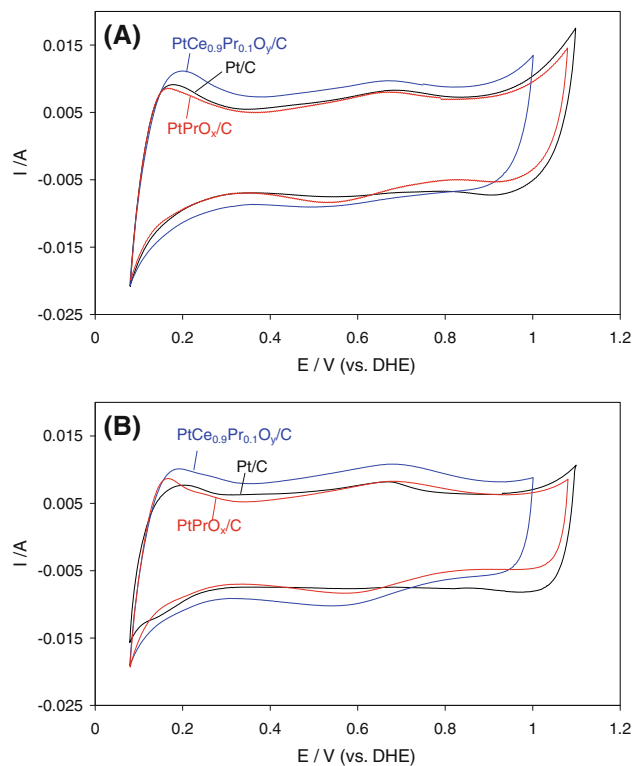 (A)
0.015
PtCe0.9Pr0.1Oy/C
Pt/C
0.005
PtPrOx/C
I /A
-0.005
-0.015
-0.025
0 0.2 0.4 0.6 0.8 1 1.2
E / V (vs. DHE)
(B)
0.015
PtCe0.9Pr0.1Oy/C
Pt/C
0.005
PtPrOx/C
I /A
-0.005
-0.015
-0.025
0 0.2 0.4 0.6 0.8 1 1.2
E / V (vs. DHE)